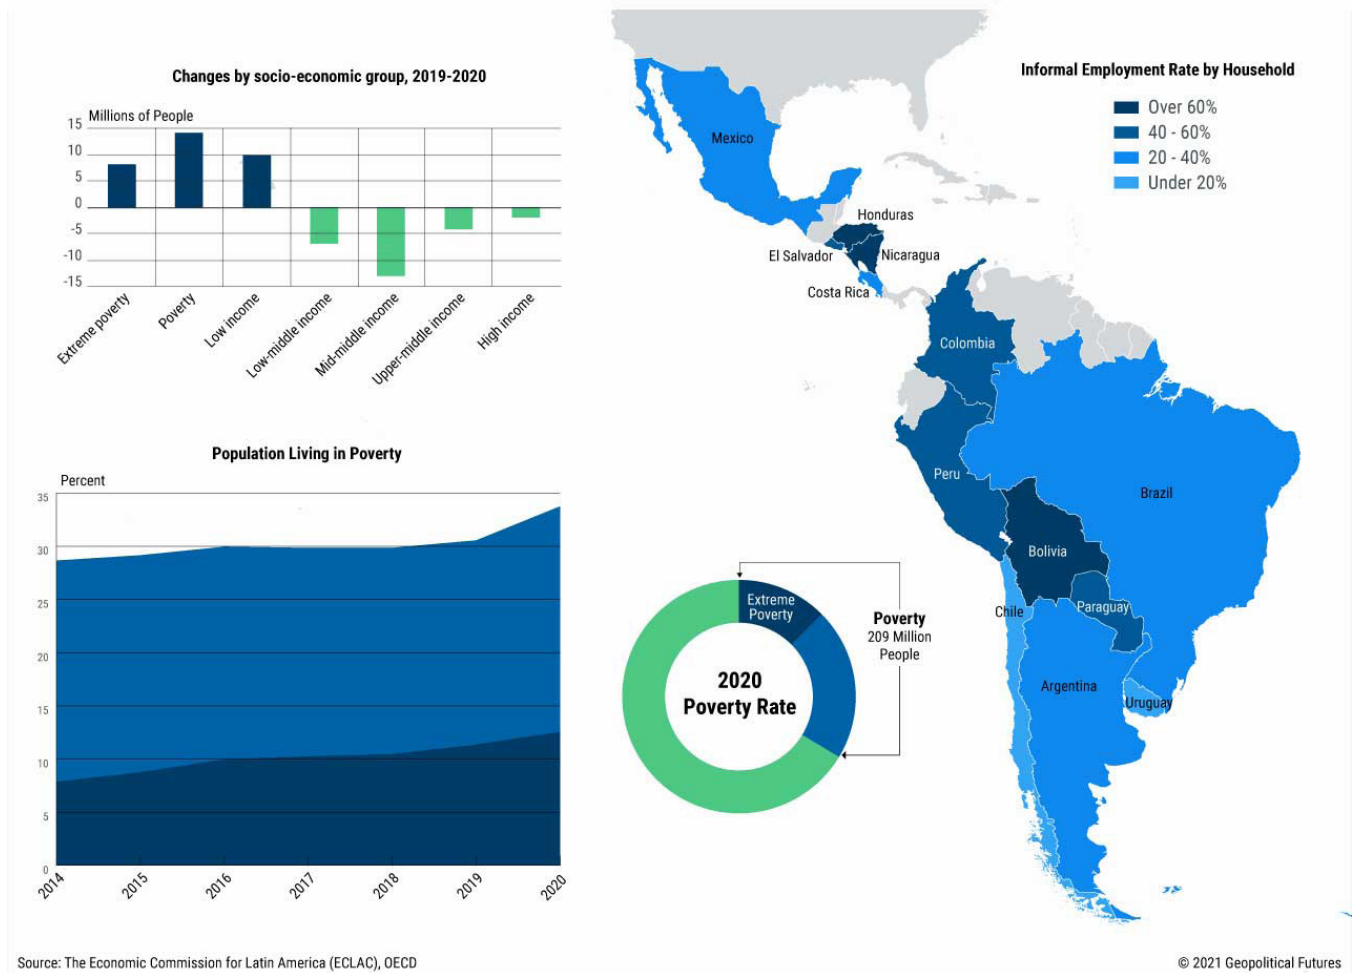 Changes by socio-economic group, 2019-2020
Millions of People
15
10
5
0
-5
-10
-15
Extreme poverty
Poverty
Low income
Low-middle income
Mid-middle income
Upper-middle income
High income
Population Living in Poverty
Percent
35
30
25
20
15
10
5
0
2014
2015
2016
2017
2018
2019
2020
Informal Employment Rate by Household
Over 60%
40 - 60%
20 - 40%
Under 20%
Mexico
Honduras
El Salvador
Nicaragua
Costa Rica
Colombia
Peru
Brazil
Bolivia
Chile
Paraguay
Argentina
Uruguay
Extreme
Poverty
Poverty
209 Million
People
2020
Poverty Rate
Source: The Economic Commission for Latin America (ECLAC), OECD
© 2021 Geopolitical Futures